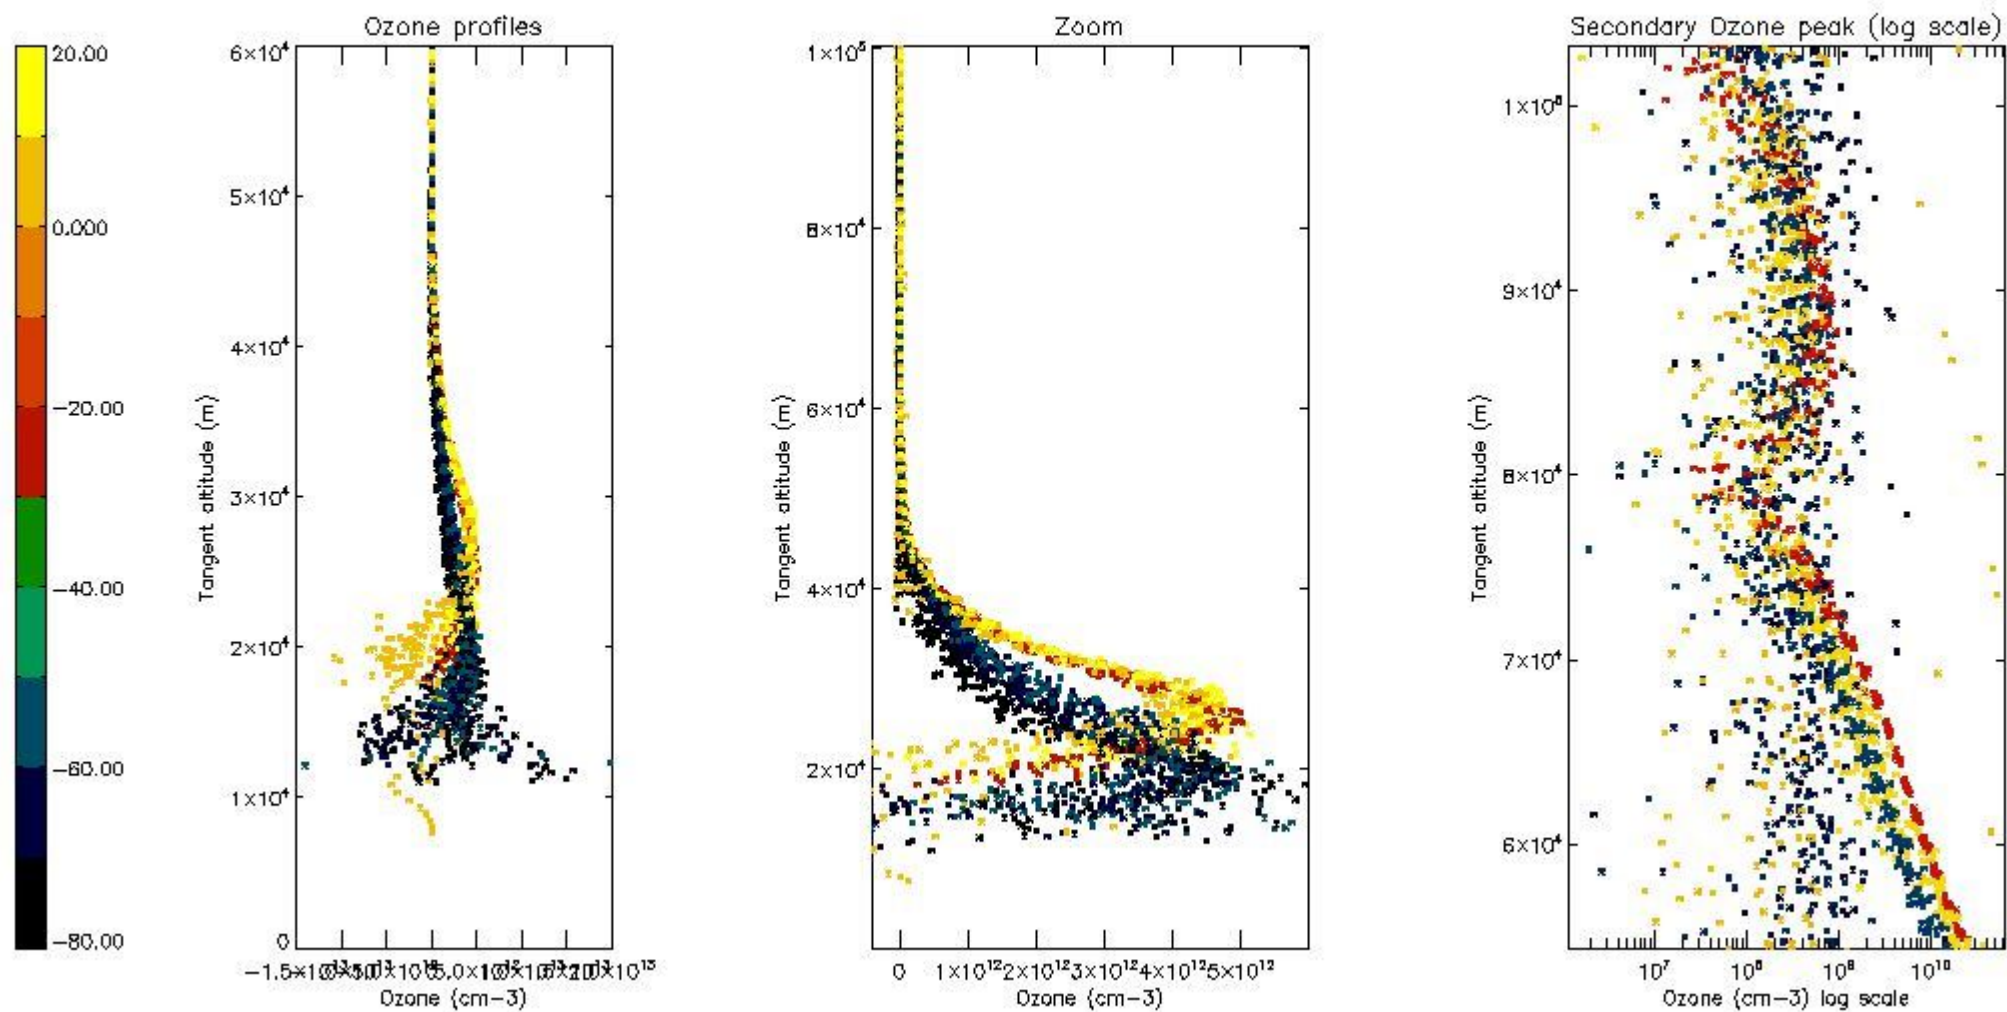 Ozone profiles
Zoom
Secondary Ozone peak (log scale)
20.00
0.000
−20.00
−40.00
−60.00
−80.00
6×10⁴
5×10⁴
4×10⁴
3×10⁴
2×10⁴
1×10⁴
0
Tangent altitude (m)
Ozone (cm−3)
1×10⁵
8×10⁴
6×10⁴
4×10⁴
2×10⁴
Tangent altitude (m)
0 1×10¹² 2×10¹² 3×10¹² 4×10¹² 5×10¹²
Ozone (cm−3)
9×10⁴
8×10⁴
7×10⁴
6×10⁴
Tangent altitude (m)
10⁷ 10⁸ 10⁹ 10¹⁰
Ozone (cm−3) log scale